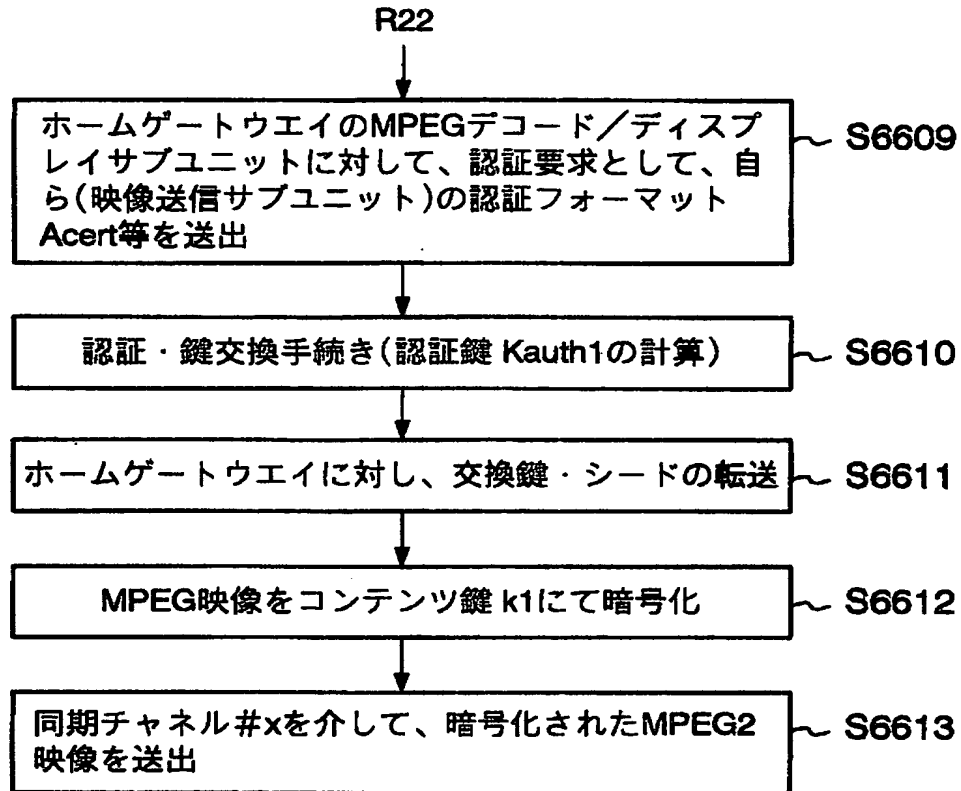 R22
ホームゲートウエイのMPEGデコード／ディスプ
レイサブユニットに対して、認証要求として、自
ら(映像送信サブユニット)の認証フォーマット
Acert等を送出
S6609
認証・鍵交換手続き(認証鍵 Kauth1の計算)
S6610
ホームゲートウエイに対し、交換鍵・シードの転送
S6611
MPEG映像をコンテンツ鍵 k1にて暗号化
S6612
同期チャネル＃xを介して、暗号化されたMPEG2
映像を送出
S6613